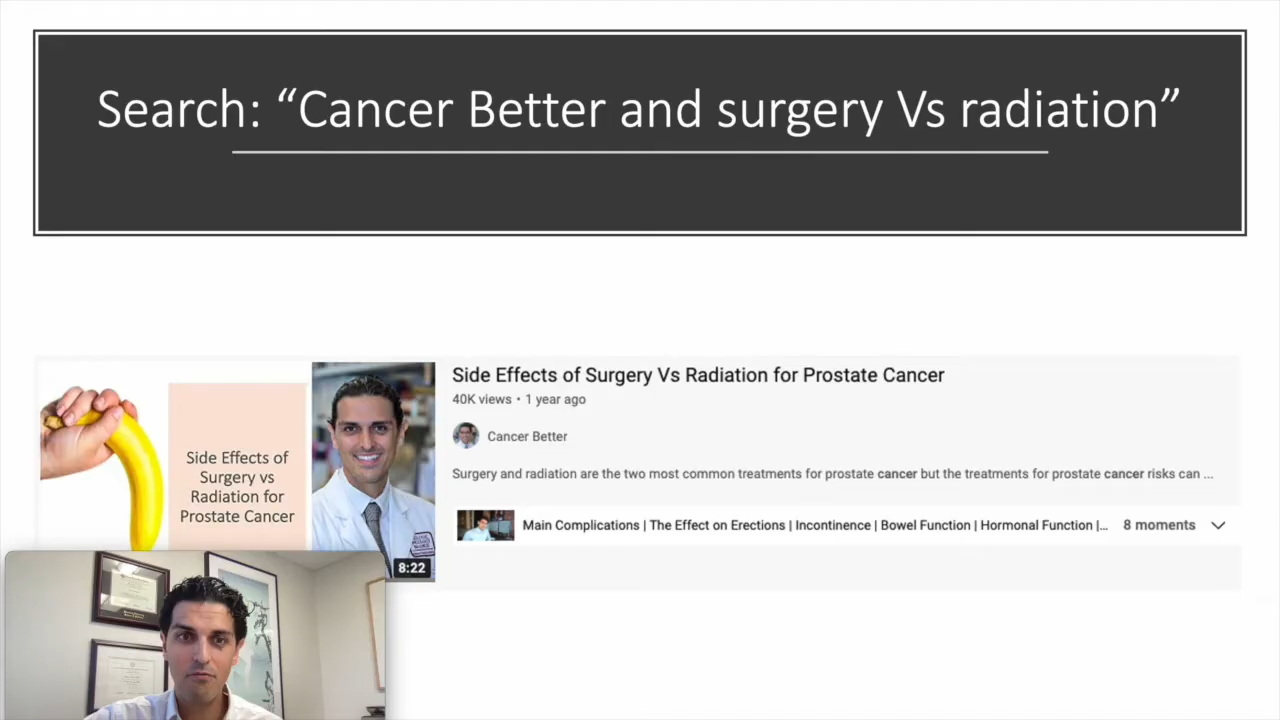 Search: “Cancer Better and surgery Vs radiation”
Side Effects of
Surgery vs
Radiation for
Prostate Cancer
8:22
Side Effects of Surgery Vs Radiation for Prostate Cancer
40K views • 1 year ago
Cancer Better
Surgery and radiation are the two most common treatments for prostate cancer but the treatments for prostate cancer risks can ...
Main Complications | The Effect on Erections | Incontinence | Bowel Function | Hormonal Function |... 8 moments